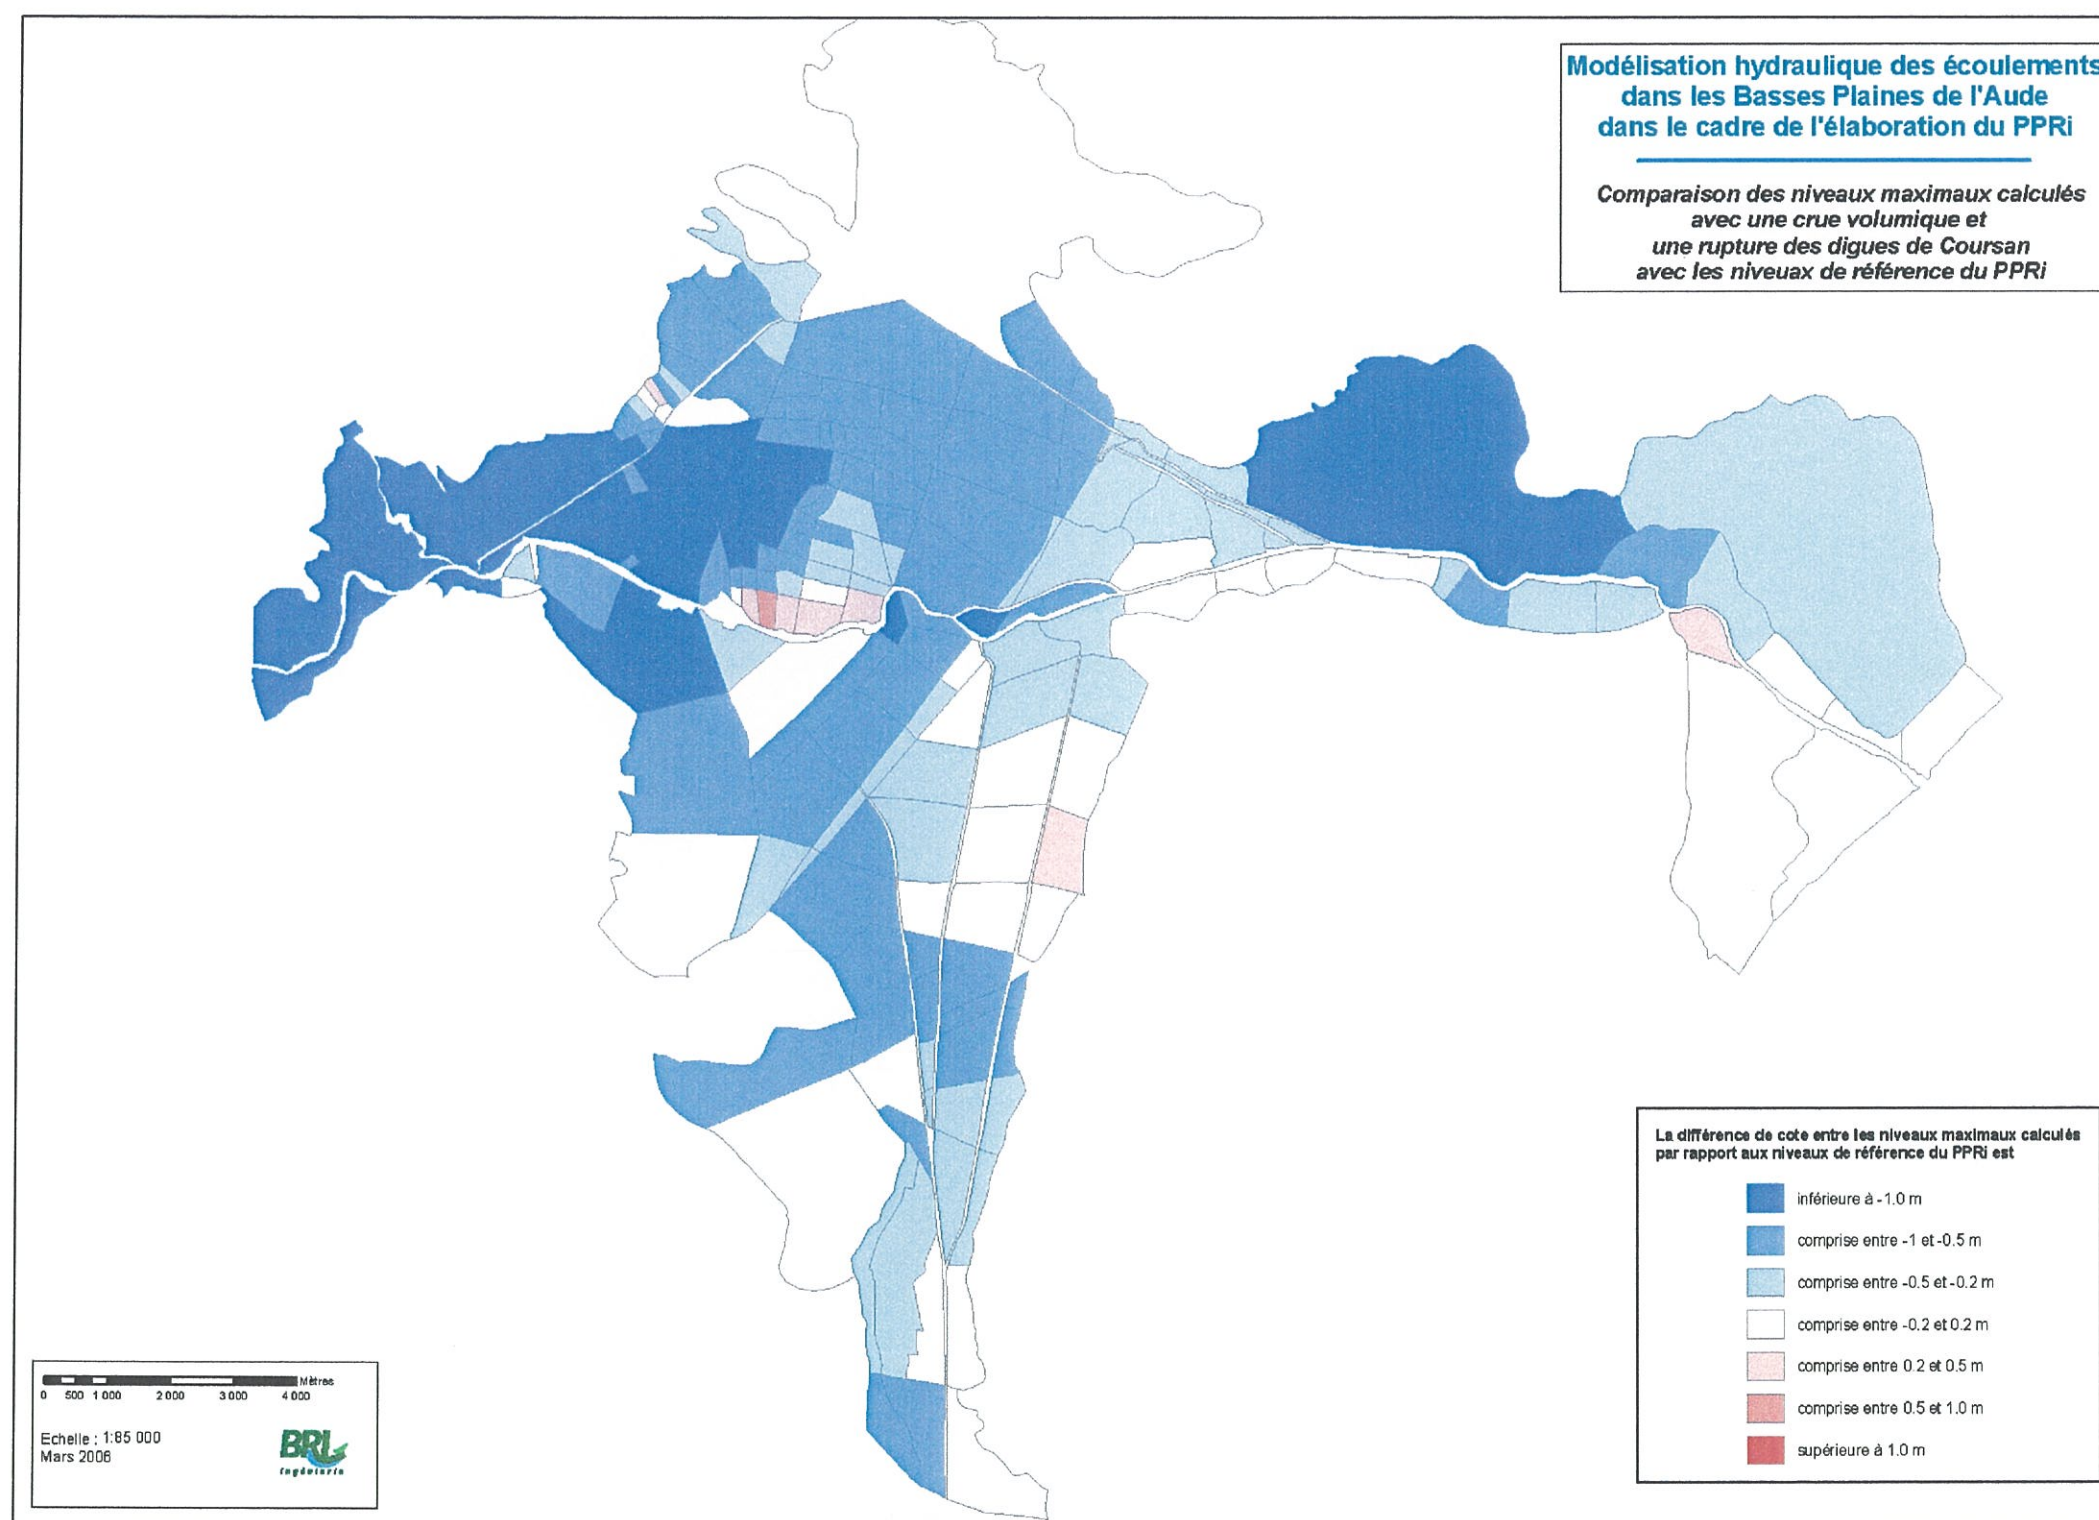 Modélisation hydraulique des écoulements
dans les Basses Plaines de l'Aude
dans le cadre de l'élaboration du PPRi
Comparaison des niveaux maximaux calculés
avec une crue volumique et
une rupture des digues de Coursan
avec les niveuax de référence du PPRi
La différence de cote entre les niveaux maximaux calculés
par rapport aux niveaux de référence du PPRi est
inférieure à -1.0 m
comprise entre -1 et -0.5 m
comprise entre -0.5 et -0.2 m
comprise entre -0.2 et 0.2 m
comprise entre 0.2 et 0.5 m
comprise entre 0.5 et 1.0 m
supérieure à 1.0 m
Mètres
0 500 1 000 2 000 3 000 4 000
Echelle : 1:85 000
Mars 2006
BRL
Ingénierie